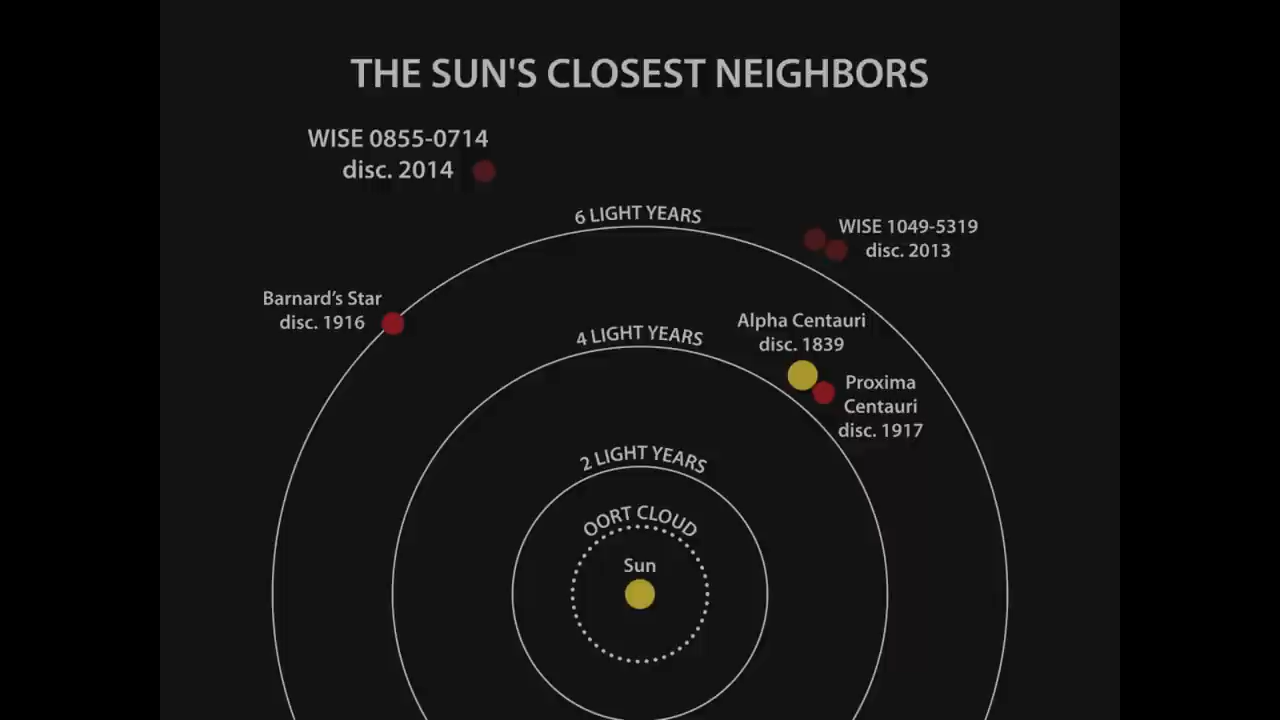 THE SUN'S CLOSEST NEIGHBORS
WISE 0855-0714
disc. 2014
6 LIGHT YEARS
WISE 1049-5319
disc. 2013
Barnard’s Star
disc. 1916
4 LIGHT YEARS
Alpha Centauri
disc. 1839
Proxima
Centauri
disc. 1917
2 LIGHT YEARS
OORT CLOUD
Sun